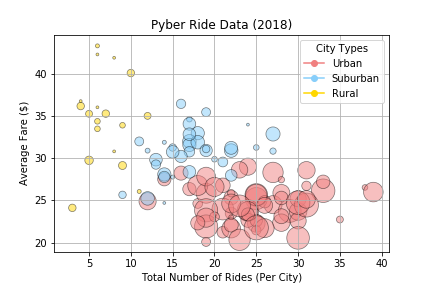 Pyber Ride Data (2018)
City Types
Urban
Suburban
Rural
Average Fare ($)
40
35
30
25
20
5 10 15 20 25 30 35 40
Total Number of Rides (Per City)